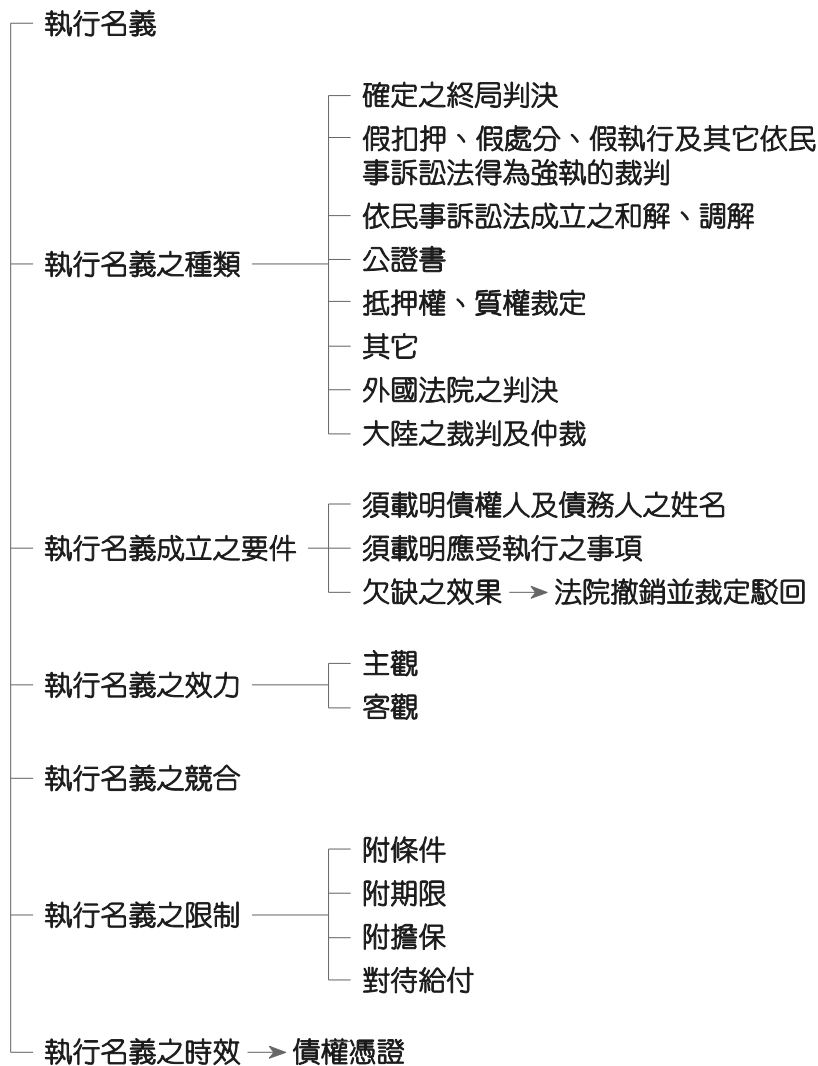 執行名義
執行名義之種類
確定之終局判決
假扣押、假處分、假執行及其它依民
事訴訟法得為強執的裁判
依民事訴訟法成立之和解、調解
公證書
抵押權、質權裁定
其它
外國法院之判決
大陸之裁判及仲裁
執行名義成立之要件
須載明債權人及債務人之姓名
須載明應受執行之事項
欠缺之效果
法院撤銷並裁定駁回
執行名義之效力
主觀
客觀
執行名義之競合
執行名義之限制
附條件
附期限
附擔保
對待給付
執行名義之時效
債權憑證